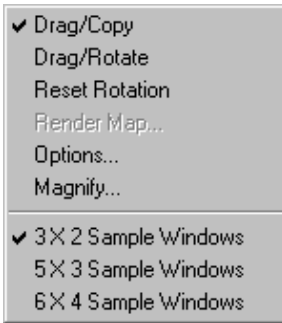 Drag/Copy
Drag/Rotate
Reset Rotation
Render Map...
Options...
Magnify...
3 X 2 Sample Windows
5 X 3 Sample Windows
6 X 4 Sample Windows